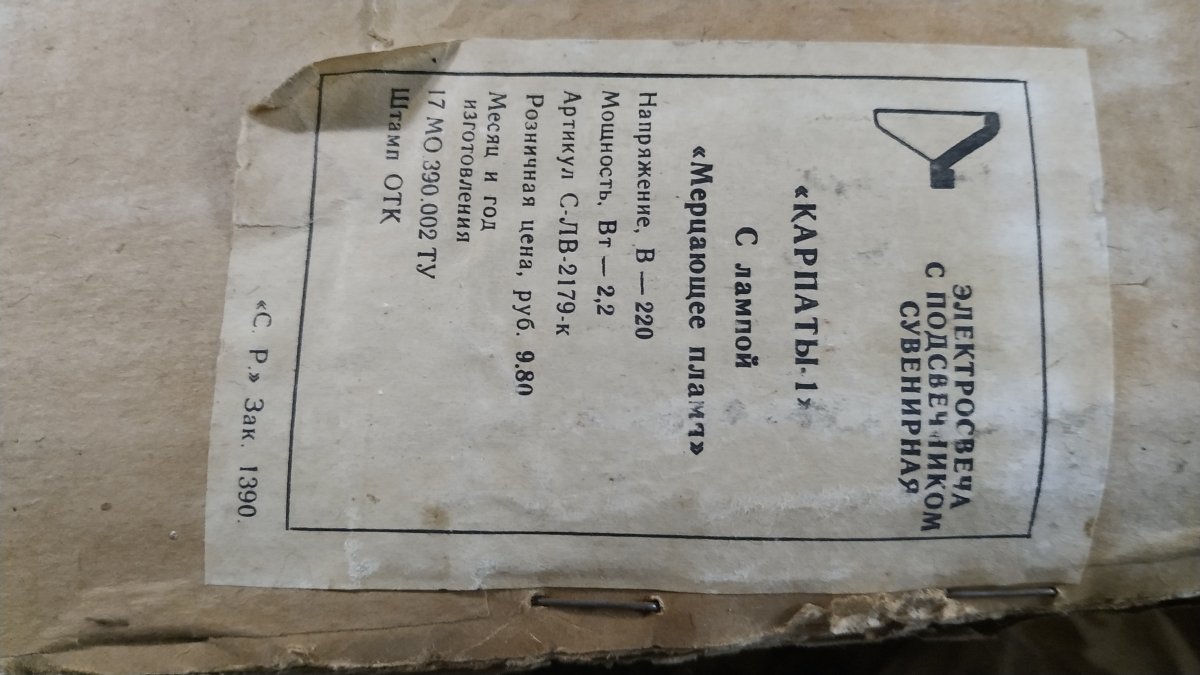 ЭЛЕКТРОСВЕЧА
С ПОДСВЕЧНИКОМ
СУВЕНИРНАЯ
«КАРПАТЫ-1»
С лампой
«Мерцающее пламя»
Напряжение, В — 220
Мощность, Вт — 2,2
Артикул С-ЛВ-2179-к
Розничная цена, руб. 9.80
Месяц и год
изготовления
17 МО.390.002 ТУ
Штамп ОТК
«С. Р.» Зак. 1390.